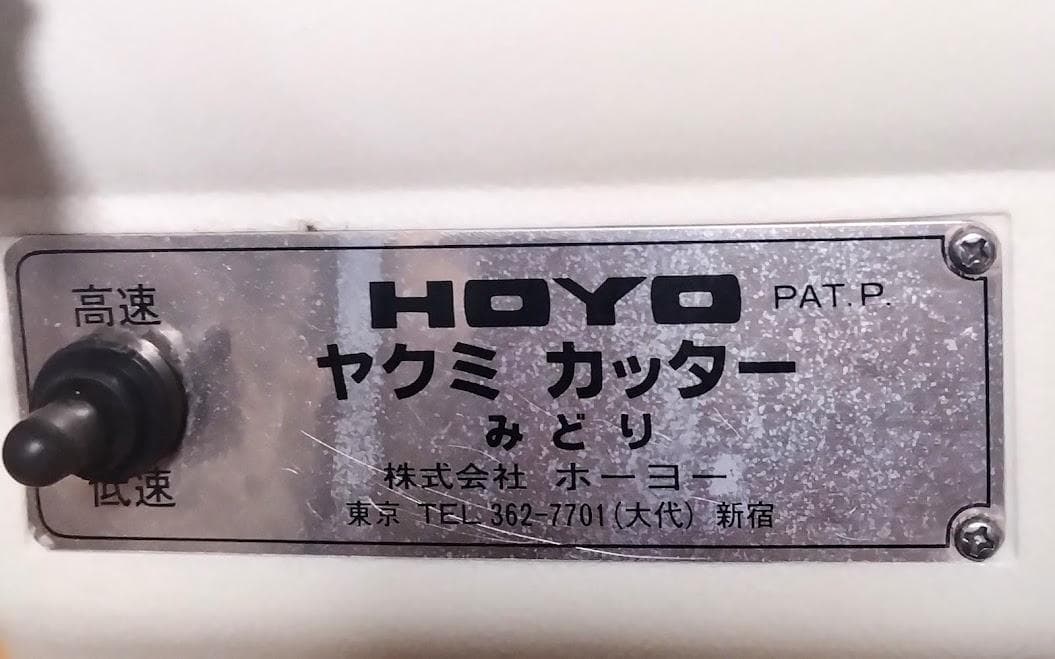 高速
HOYO PAT.P.
ヤクミ カッター
みどり
低速
株式会社 ホーヨー
東京 TEL 362-7701(大代) 新宿